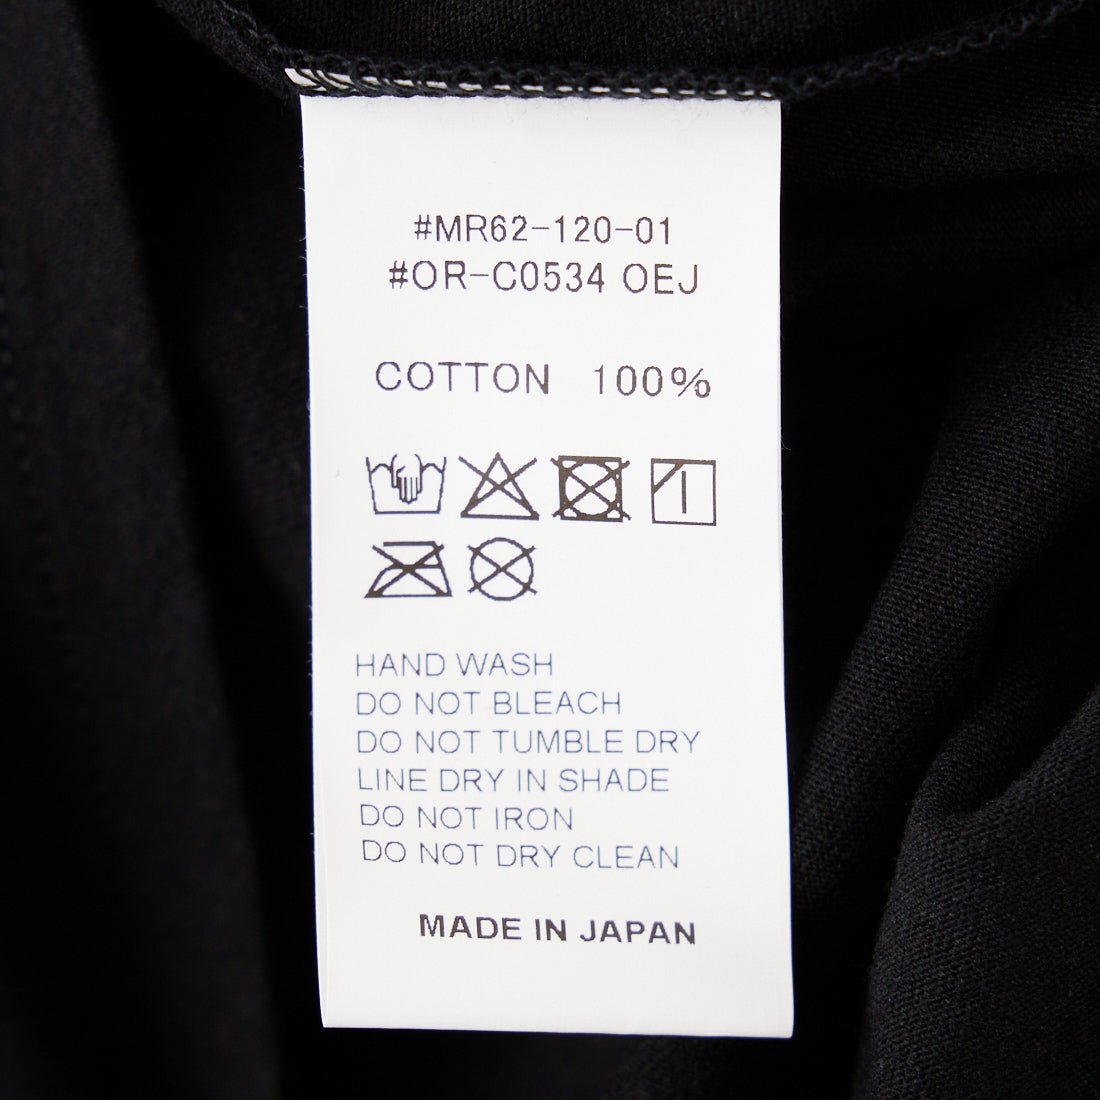 #MR62-120-01
#OR-C0534 OEJ
COTTON 100%
HAND WASH
DO NOT BLEACH
DO NOT TUMBLE DRY
LINE DRY IN SHADE
DO NOT IRON
DO NOT DRY CLEAN
MADE IN JAPAN